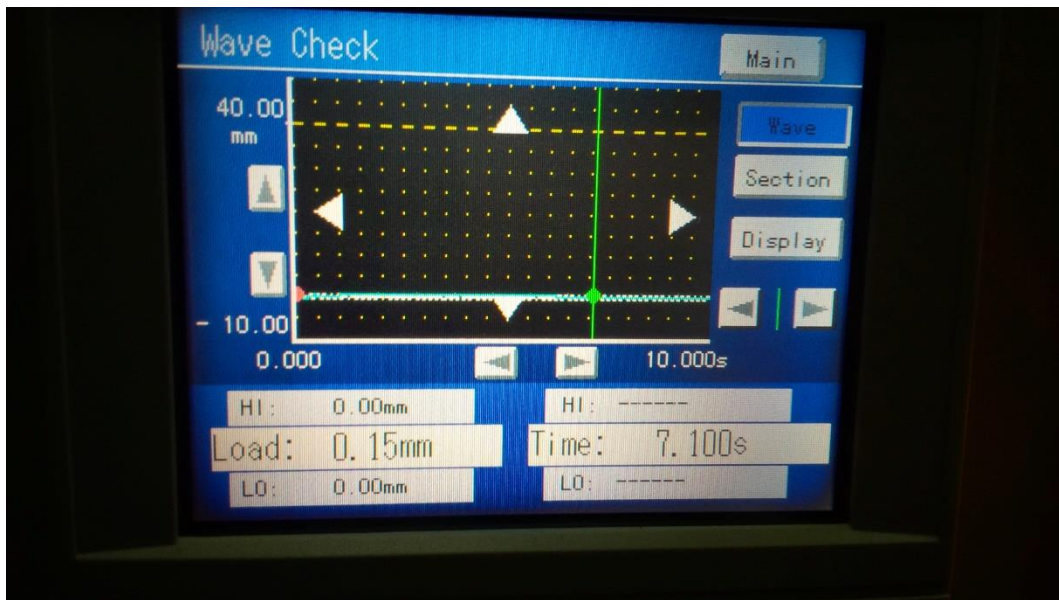 Wave Check
Main
40.00
mm
Wave
Section
Display
- 10.00
0.000
10.000s
HI: 0.00mm
HI: ------
Load: 0.15mm
Time: 7.100s
LO: 0.00mm
LO: ------